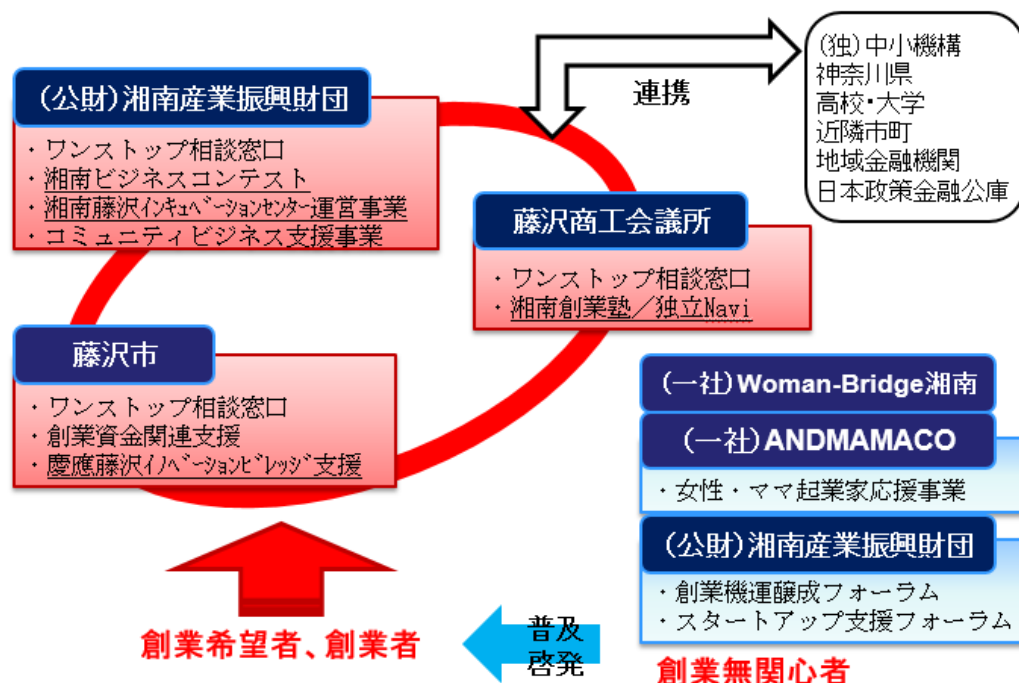 (公財)湘南産業振興財団
・ワンストップ相談窓口
・湘南ビジネスコンテスト
・湘南藤沢ｲﾝｷｭﾍﾞｰｼｮﾝｾﾝﾀｰ運営事業
・コミュニティビジネス支援事業
連携
(独)中小機構
神奈川県
高校・大学
近隣市町
地域金融機関
日本政策金融公庫
藤沢商工会議所
・ワンストップ相談窓口
・湘南創業塾／独立Navi
藤沢市
・ワンストップ相談窓口
・創業資金関連支援
・慶應藤沢ｲﾉﾍﾞｰｼｮﾝﾋﾞﾚｯｼﾞ支援
(一社)Woman-Bridge湘南
(一社)ANDMAMACO
・女性・ママ起業家応援事業
(公財)湘南産業振興財団
・創業機運醸成フォーラム
・スタートアップ支援フォーラム
創業希望者、創業者
普及
啓発
創業無関心者